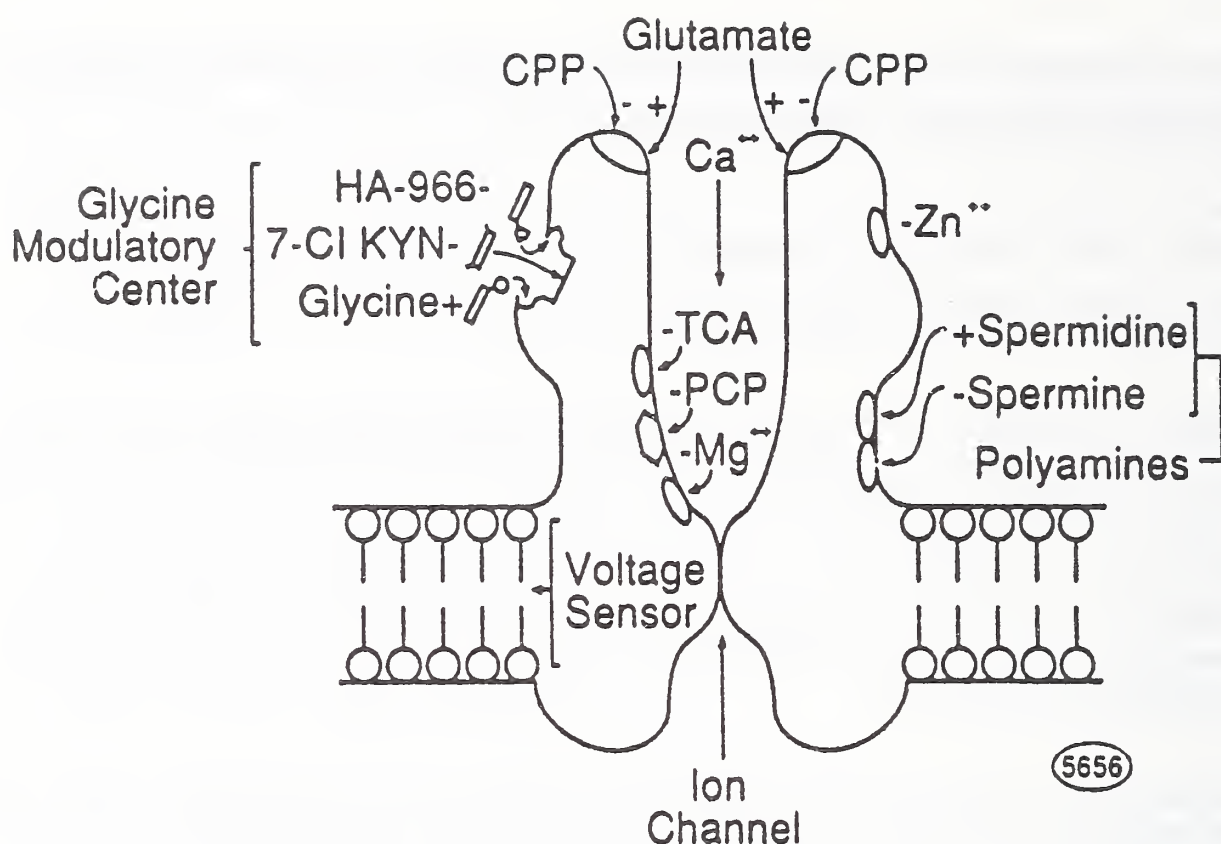 Glutamate
CPP
CPP
- +
+ -
Ca++
HA-966-
7-Cl KYN-
Glycine+
Glycine
Modulatory
Center
-Zn++
-TCA
-PCP
-Mg++
+Spermidine
-Spermine
Polyamines
Voltage
Sensor
Ion
Channel
5656